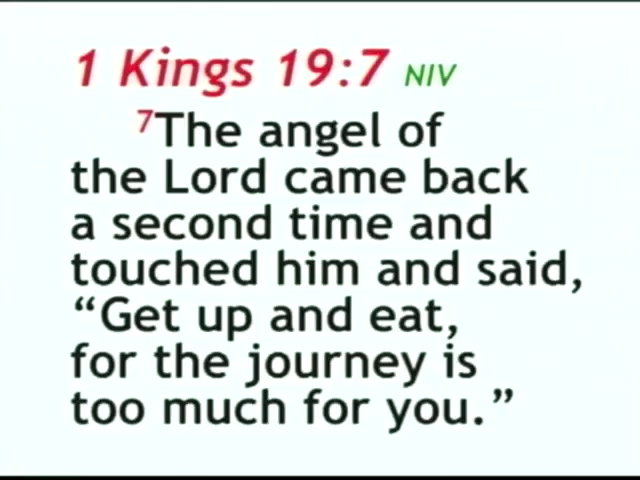 1 Kings 19:7 NIV
7The angel of
the Lord came back
a second time and
touched him and said,
“Get up and eat,
for the journey is
too much for you.”